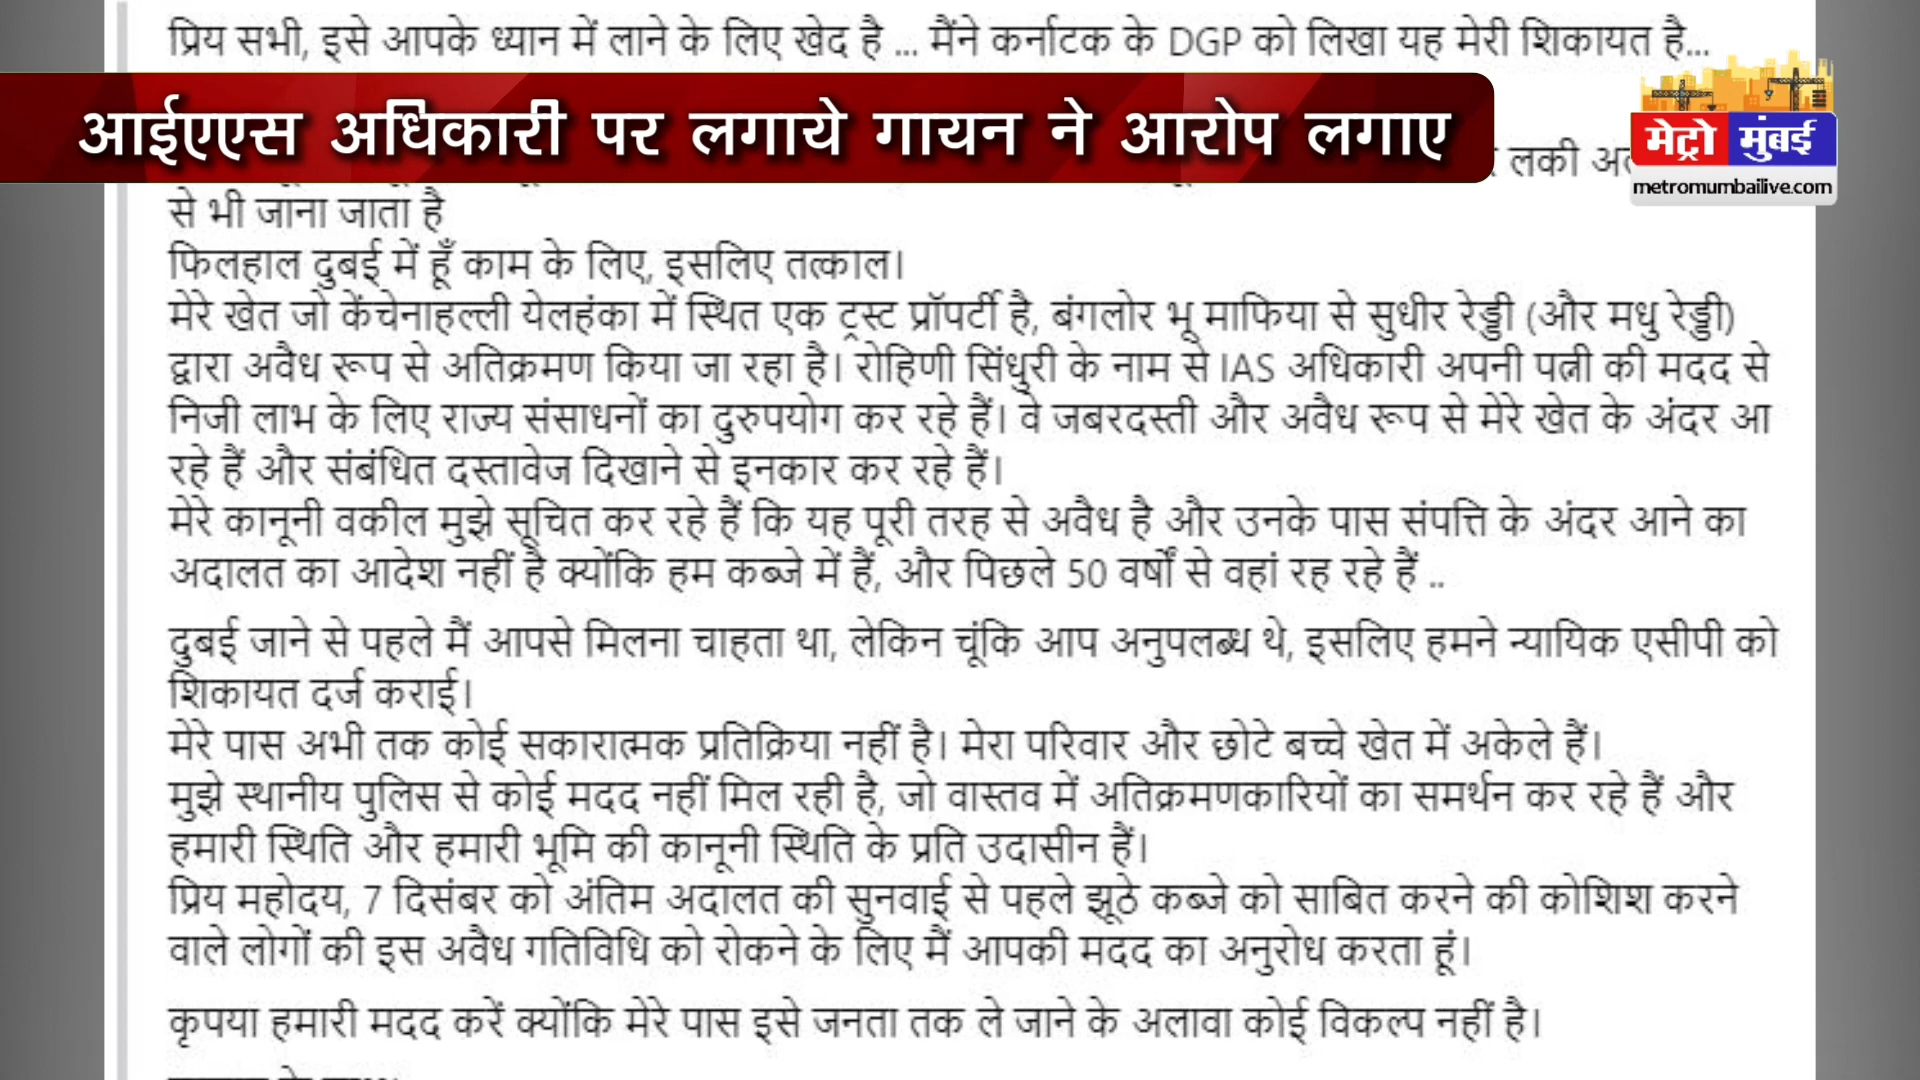 प्रिय सभी, इसे आपके ध्यान में लाने के लिए खेद है ... मैंने कर्नाटक के DGP को लिखा यह मेरी शिकायत है...
आईएएस अधिकारी पर लगाये गायन ने आरोप लगाए
मेट्रो मुंबई
metromumbailive.com
लकी
से भी जाना जाता है
फिलहाल दुबई में हूँ काम के लिए, इसलिए तत्काल।
मेरे खेत जो केंचेनाहल्ली येलहंका में स्थित एक ट्रस्ट प्रॉपर्टी है, बंगलोर भू माफिया से सुधीर रेड्डी (और मधु रेड्डी)
द्वारा अवैध रूप से अतिक्रमण किया जा रहा है। रोहिणी सिंधुरी के नाम से IAS अधिकारी अपनी पत्नी की मदद से
निजी लाभ के लिए राज्य संसाधनों का दुरुपयोग कर रहे हैं। वे जबरदस्ती और अवैध रूप से मेरे खेत के अंदर आ
रहे हैं और संबंधित दस्तावेज दिखाने से इनकार कर रहे हैं।
मेरे कानूनी वकील मुझे सूचित कर रहे हैं कि यह पूरी तरह से अवैध है और उनके पास संपत्ति के अंदर आने का
अदालत का आदेश नहीं है क्योंकि हम कब्जे में हैं, और पिछले 50 वर्षों से वहां रह रहे हैं ..
दुबई जाने से पहले मैं आपसे मिलना चाहता था, लेकिन चूंकि आप अनुपलब्ध थे, इसलिए हमने न्यायिक एसीपी को
शिकायत दर्ज कराई।
मेरे पास अभी तक कोई सकारात्मक प्रतिक्रिया नहीं है। मेरा परिवार और छोटे बच्चे खेत में अकेले हैं।
मुझे स्थानीय पुलिस से कोई मदद नहीं मिल रही है, जो वास्तव में अतिक्रमणकारियों का समर्थन कर रहे हैं और
हमारी स्थिति और हमारी भूमि की कानूनी स्थिति के प्रति उदासीन हैं।
प्रिय महोदय, 7 दिसंबर को अंतिम अदालत की सुनवाई से पहले झूठे कब्जे को साबित करने की कोशिश करने
वाले लोगों की इस अवैध गतिविधि को रोकने के लिए मैं आपकी मदद का अनुरोध करता हूं।
कृपया हमारी मदद करें क्योंकि मेरे पास इसे जनता तक ले जाने के अलावा कोई विकल्प नहीं है।